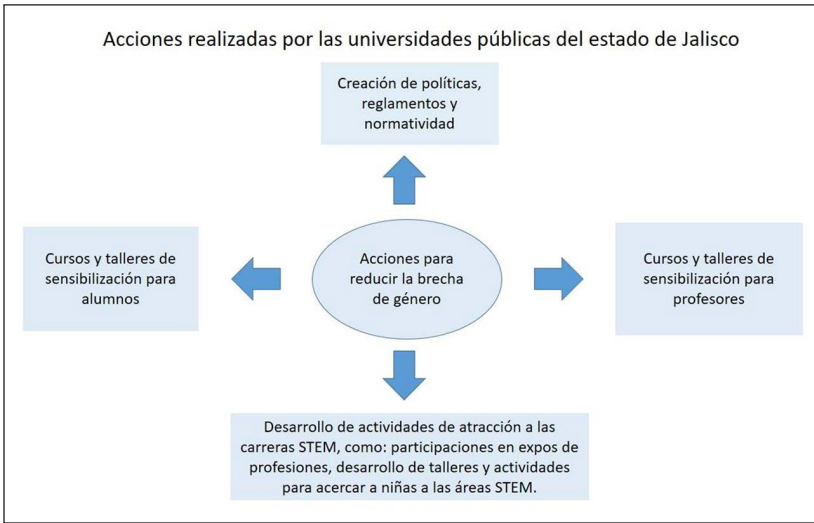 Acciones realizadas por las universidades públicas del estado de Jalisco
Creación de políticas,
reglamentos y
normatividad
Cursos y talleres de
sensibilización para
alumnos
Acciones para
reducir la brecha
de género
Cursos y talleres de
sensibilización para
profesores
Desarrollo de actividades de atracción a las
carreras STEM, como: participaciones en expos de
profesiones, desarrollo de talleres y actividades
para acercar a niñas a las áreas STEM.